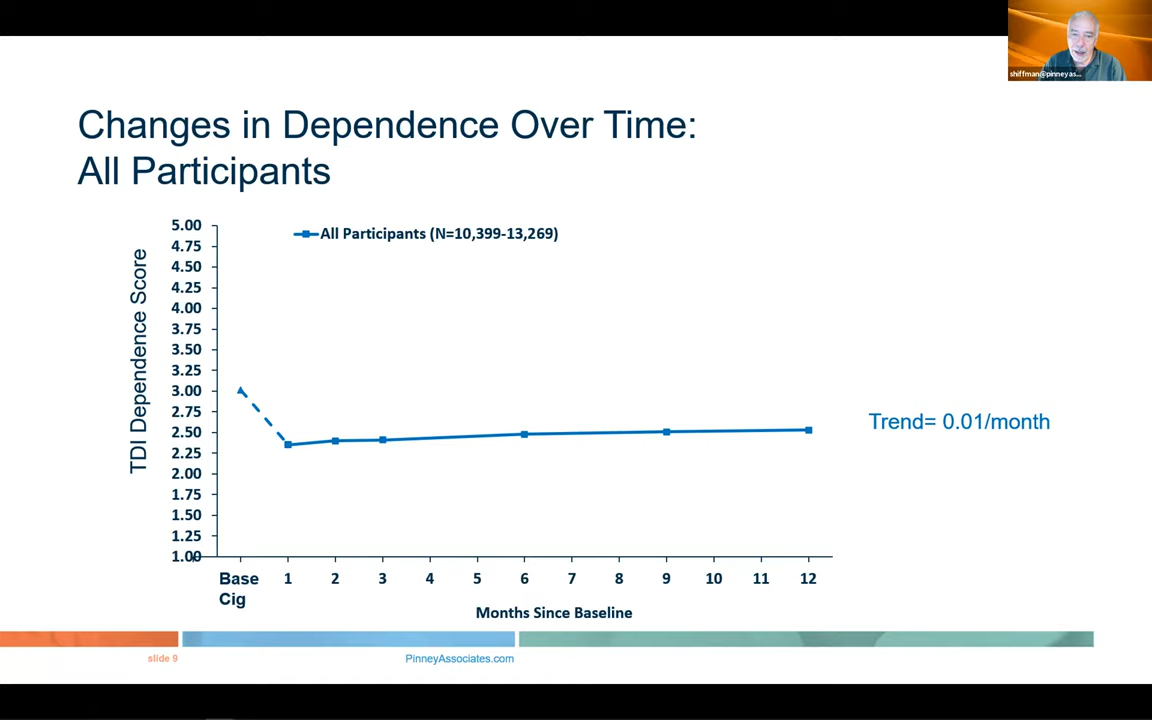 shiffman@pinneyas...
Changes in Dependence Over Time:
All Participants
TDI Dependence Score
5.00
4.75
4.50
4.25
4.00
3.75
3.50
3.25
3.00
2.75
2.50
2.25
2.00
1.75
1.50
1.25
1.00
All Participants (N=10,399-13,269)
Trend= 0.01/month
Base Cig 1 2 3 4 5 6 7 8 9 10 11 12
Months Since Baseline
slide 9
PinneyAssociates.com